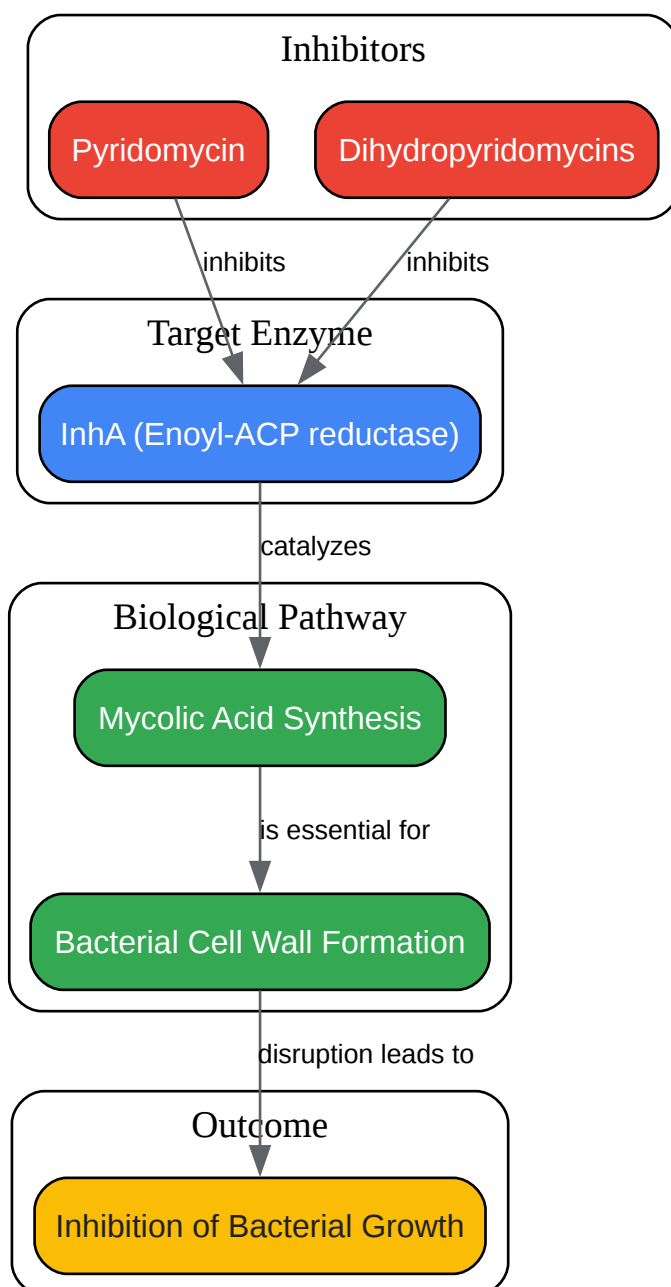 Inhibitors
Pyridomycin
Dihydropyridomycins
inhibits
inhibits
Target Enzyme
InhA (Enoyl-ACP reductase)
catalyzes
Biological Pathway
Mycolic Acid Synthesis
is essential for
Bacterial Cell Wall Formation
disruption leads to
Outcome
Inhibition of Bacterial Growth